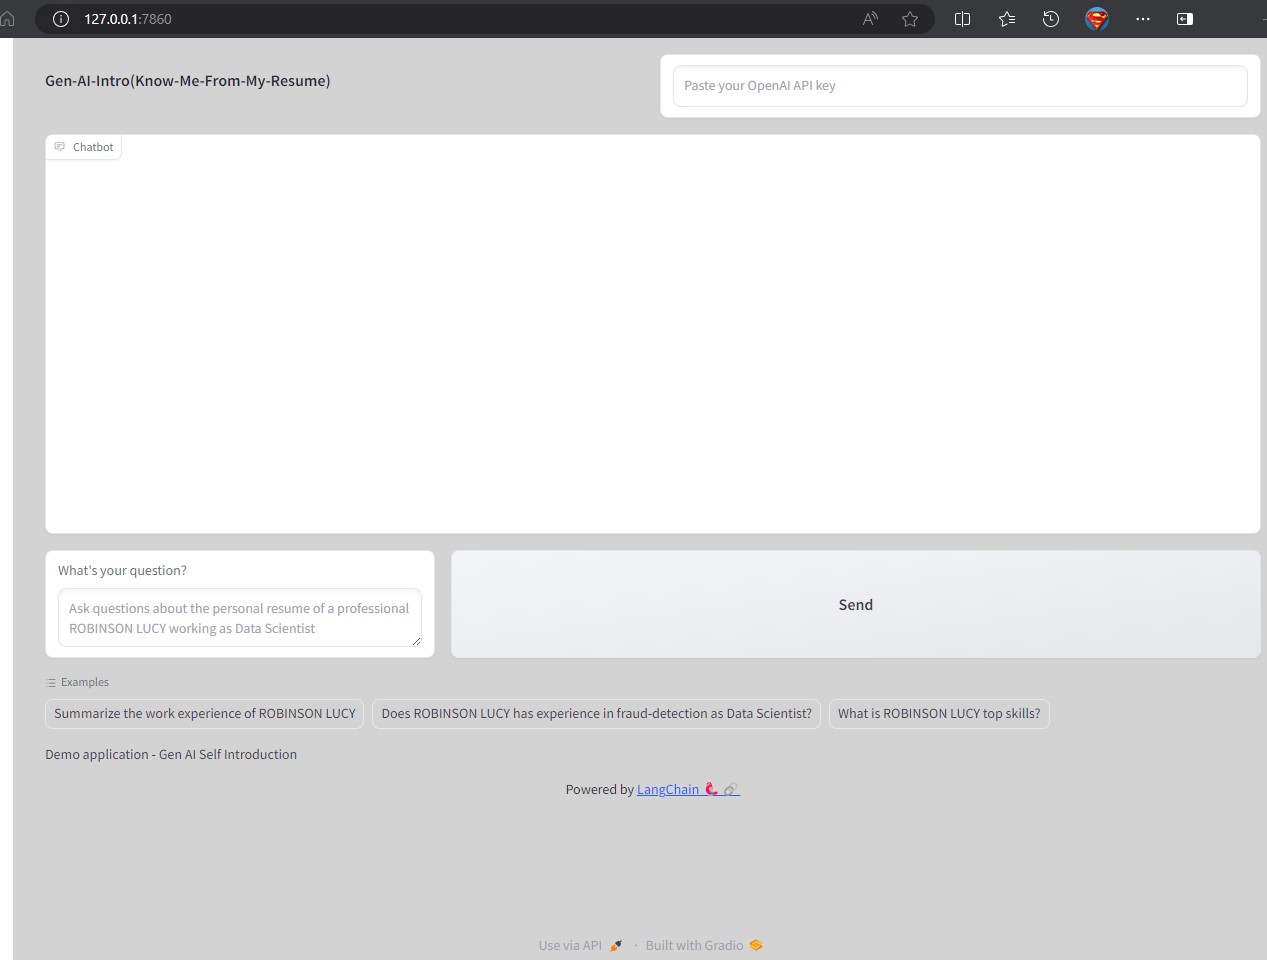 127.0.0.1:7860
Gen-AI-Intro(Know-Me-From-My-Resume)
Paste your OpenAI API key
Chatbot
What's your question?
Ask questions about the personal resume of a professional
ROBINSON LUCY working as Data Scientist
Send
Examples
Summarize the work experience of ROBINSON LUCY
Does ROBINSON LUCY has experience in fraud-detection as Data Scientist?
What is ROBINSON LUCY top skills?
Demo application - Gen AI Self Introduction
Powered by LangChain 🦜🔗
Use via API 🚀 · Built with Gradio